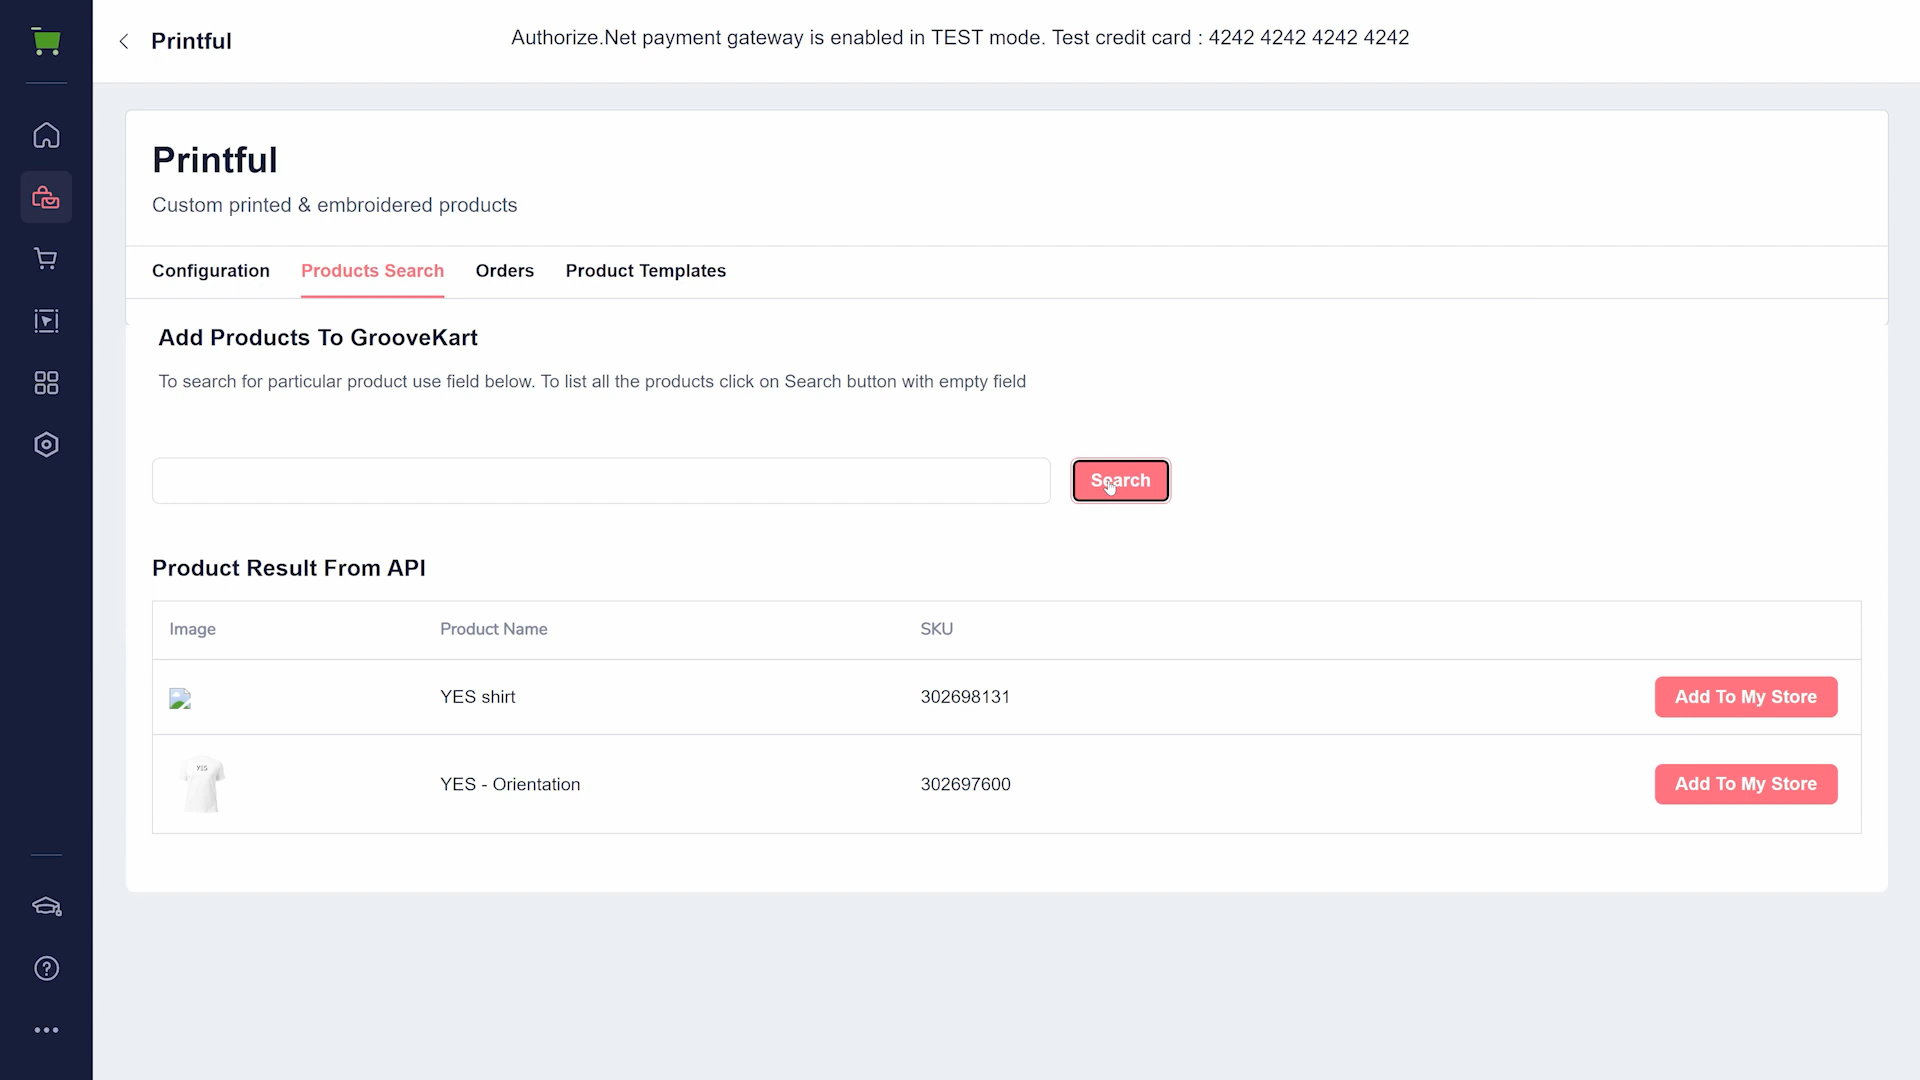 Printful
Authorize.Net payment gateway is enabled in TEST mode. Test credit card : 4242 4242 4242 4242
Printful
Custom printed & embroidered products
Configuration Products Search Orders Product Templates
Add Products To GrooveKart
To search for particular product use field below. To list all the products click on Search button with empty field
Search
Product Result From API
Image Product Name SKU
YES shirt 302698131 Add To My Store
YES
YES - Orientation 302697600 Add To My Store